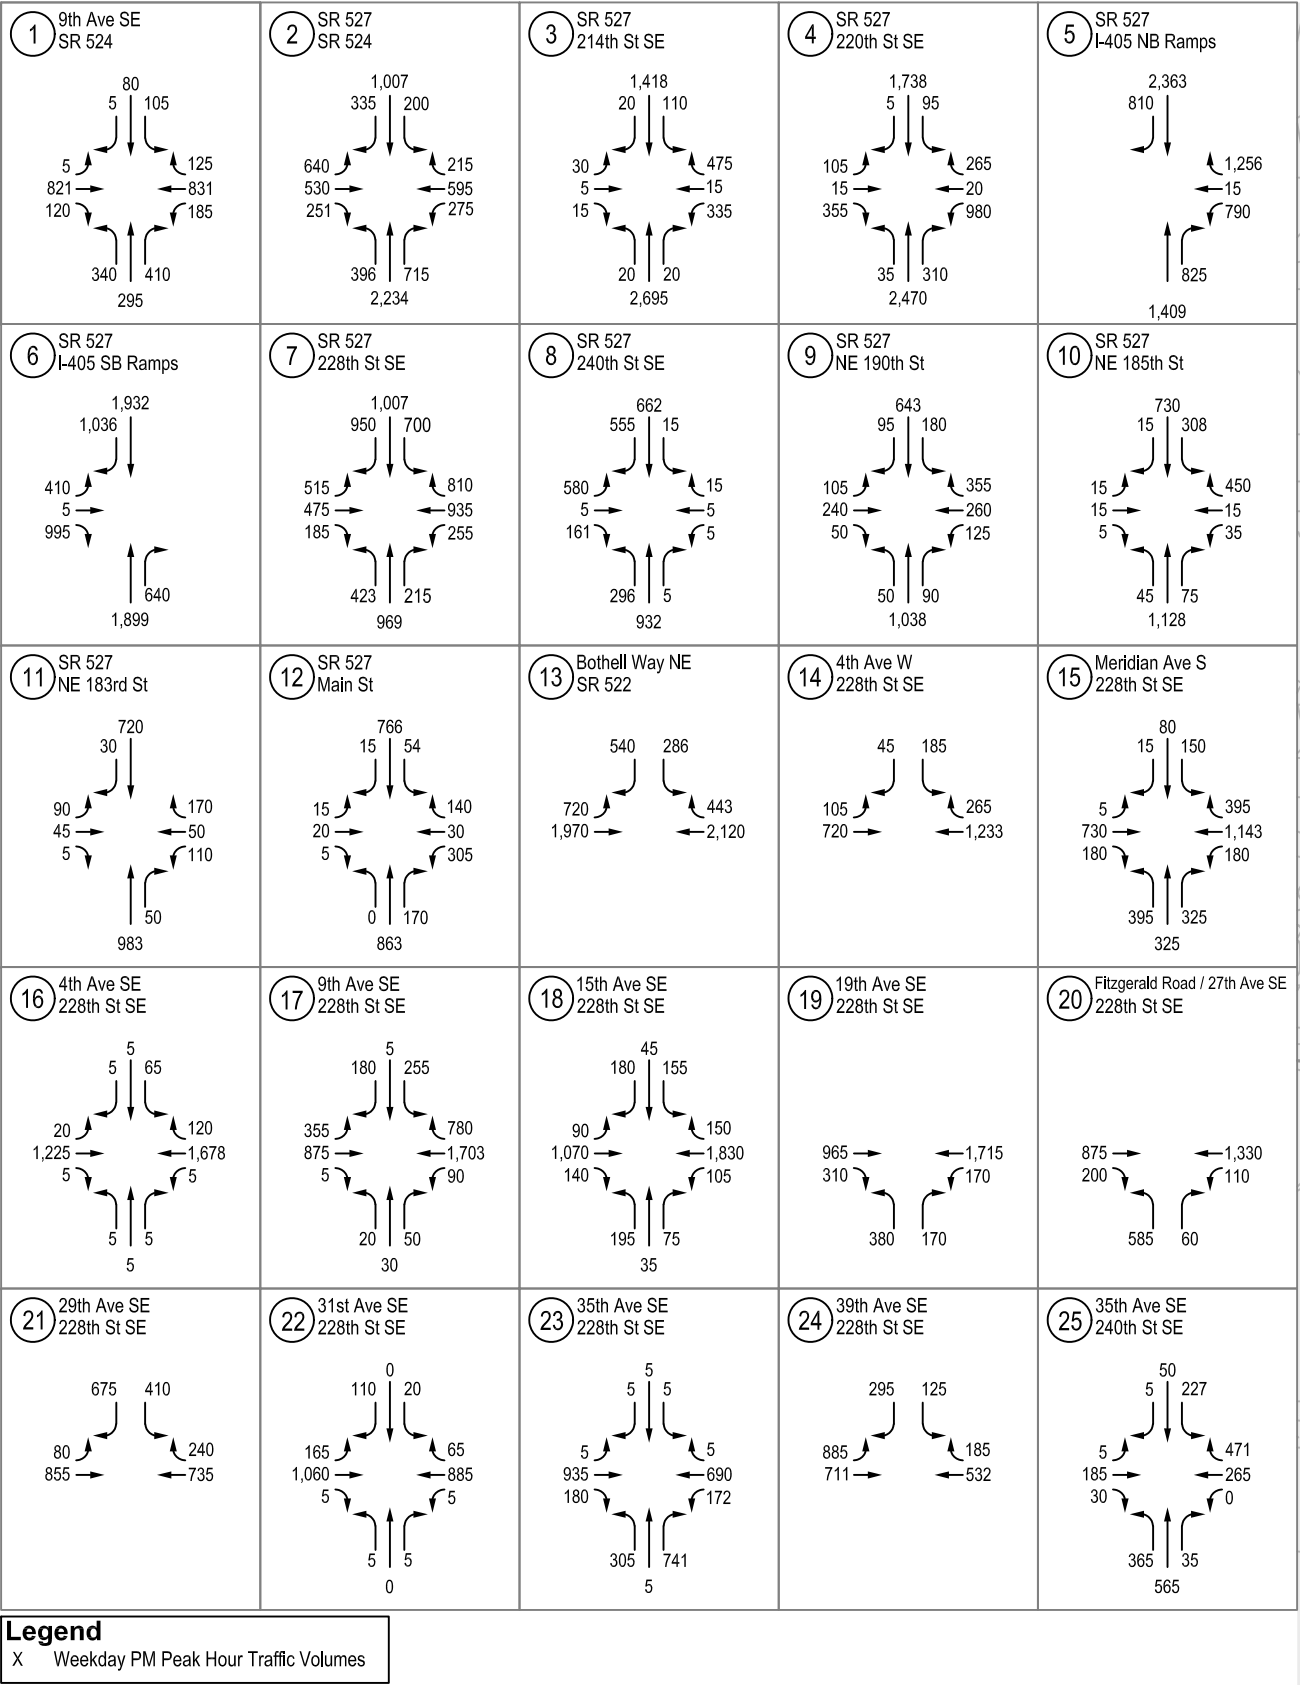 1 9th Ave SE
SR 524
80
5 105
5 125
821 831
120 185
340 410
295
2 SR 527
SR 524
1,007
335 200
640 215
530 595
251 275
396 715
2,234
3 SR 527
214th St SE
1,418
20 110
30 475
5 15
15 335
20 20
2,695
4 SR 527
220th St SE
1,738
5 95
105 265
15 20
355 980
35 310
2,470
5 SR 527
I-405 NB Ramps
2,363
810
1,256
15
790
825
1,409
6 SR 527
I-405 SB Ramps
1,932
1,036
410
5
995
640
1,899
7 SR 527
228th St SE
1,007
950 700
515 810
475 935
185 255
423 215
969
8 SR 527
240th St SE
662
555 15
580 15
5 5
161 5
296 5
932
9 SR 527
NE 190th St
643
95 180
105 355
240 260
50 125
50 90
1,038
10 SR 527
NE 185th St
730
15 308
15 450
15 15
5 35
45 75
1,128
11 SR 527
NE 183rd St
720
30
90 170
45 50
5 110
50
983
12 SR 527
Main St
766
15 54
15 140
20 30
5 305
0 170
863
13 Bothell Way NE
SR 522
540 286
720 443
1,970 2,120
14 4th Ave W
228th St SE
45 185
105 265
720 1,233
15 Meridian Ave S
228th St SE
80
15 150
5 395
730 1,143
180 180
395 325
325
16 4th Ave SE
228th St SE
5
5 65
20 120
1,225 1,678
5 5
5 5
5
17 9th Ave SE
228th St SE
5
180 255
355 780
875 1,703
5 90
20 50
30
18 15th Ave SE
228th St SE
45
180 155
90 150
1,070 1,830
140 105
195 75
35
19 19th Ave SE
228th St SE
965 1,715
310 170
380 170
20 Fitzgerald Road / 27th Ave SE
228th St SE
875 1,330
200 110
585 60
21 29th Ave SE
228th St SE
675 410
80 240
855 735
22 31st Ave SE
228th St SE
0
110 20
165 65
1,060 885
5 5
5 5
0
23 35th Ave SE
228th St SE
5
5 5
5 5
935 690
180 172
305 741
5
24 39th Ave SE
228th St SE
295 125
885 185
711 532
25 35th Ave SE
240th St SE
50
5 227
5 471
185 265
30 0
365 35
565
Legend
X Weekday PM Peak Hour Traffic Volumes